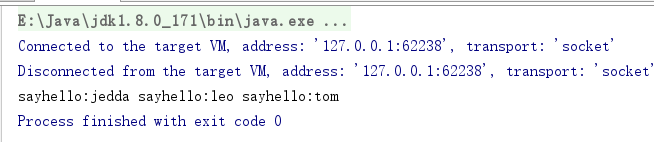 E:\Java\jdk1.8.0_171\bin\java.exe ...
Connected to the target VM, address: '127.0.0.1:62238', transport: 'socket'
Disconnected from the target VM, address: '127.0.0.1:62238', transport: 'socket'
sayhello:jedda sayhello:leo sayhello:tom
Process finished with exit code 0